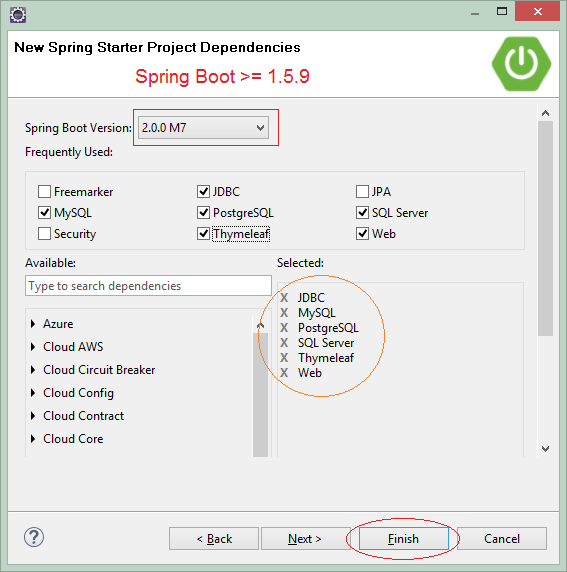 New Spring Starter Project Dependencies
Spring Boot >= 1.5.9
Spring Boot Version: 2.0.0 M7
Frequently Used:
Freemarker JDBC JPA
MySQL PostgreSQL SQL Server
Security Thymeleaf Web
Available: Selected:
Type to search dependencies
Azure
Cloud AWS
Cloud Circuit Breaker
Cloud Config
Cloud Contract
Cloud Core
X JDBC
X MySQL
X PostgreSQL
X SQL Server
X Thymeleaf
X Web
? < Back Next > Finish Cancel